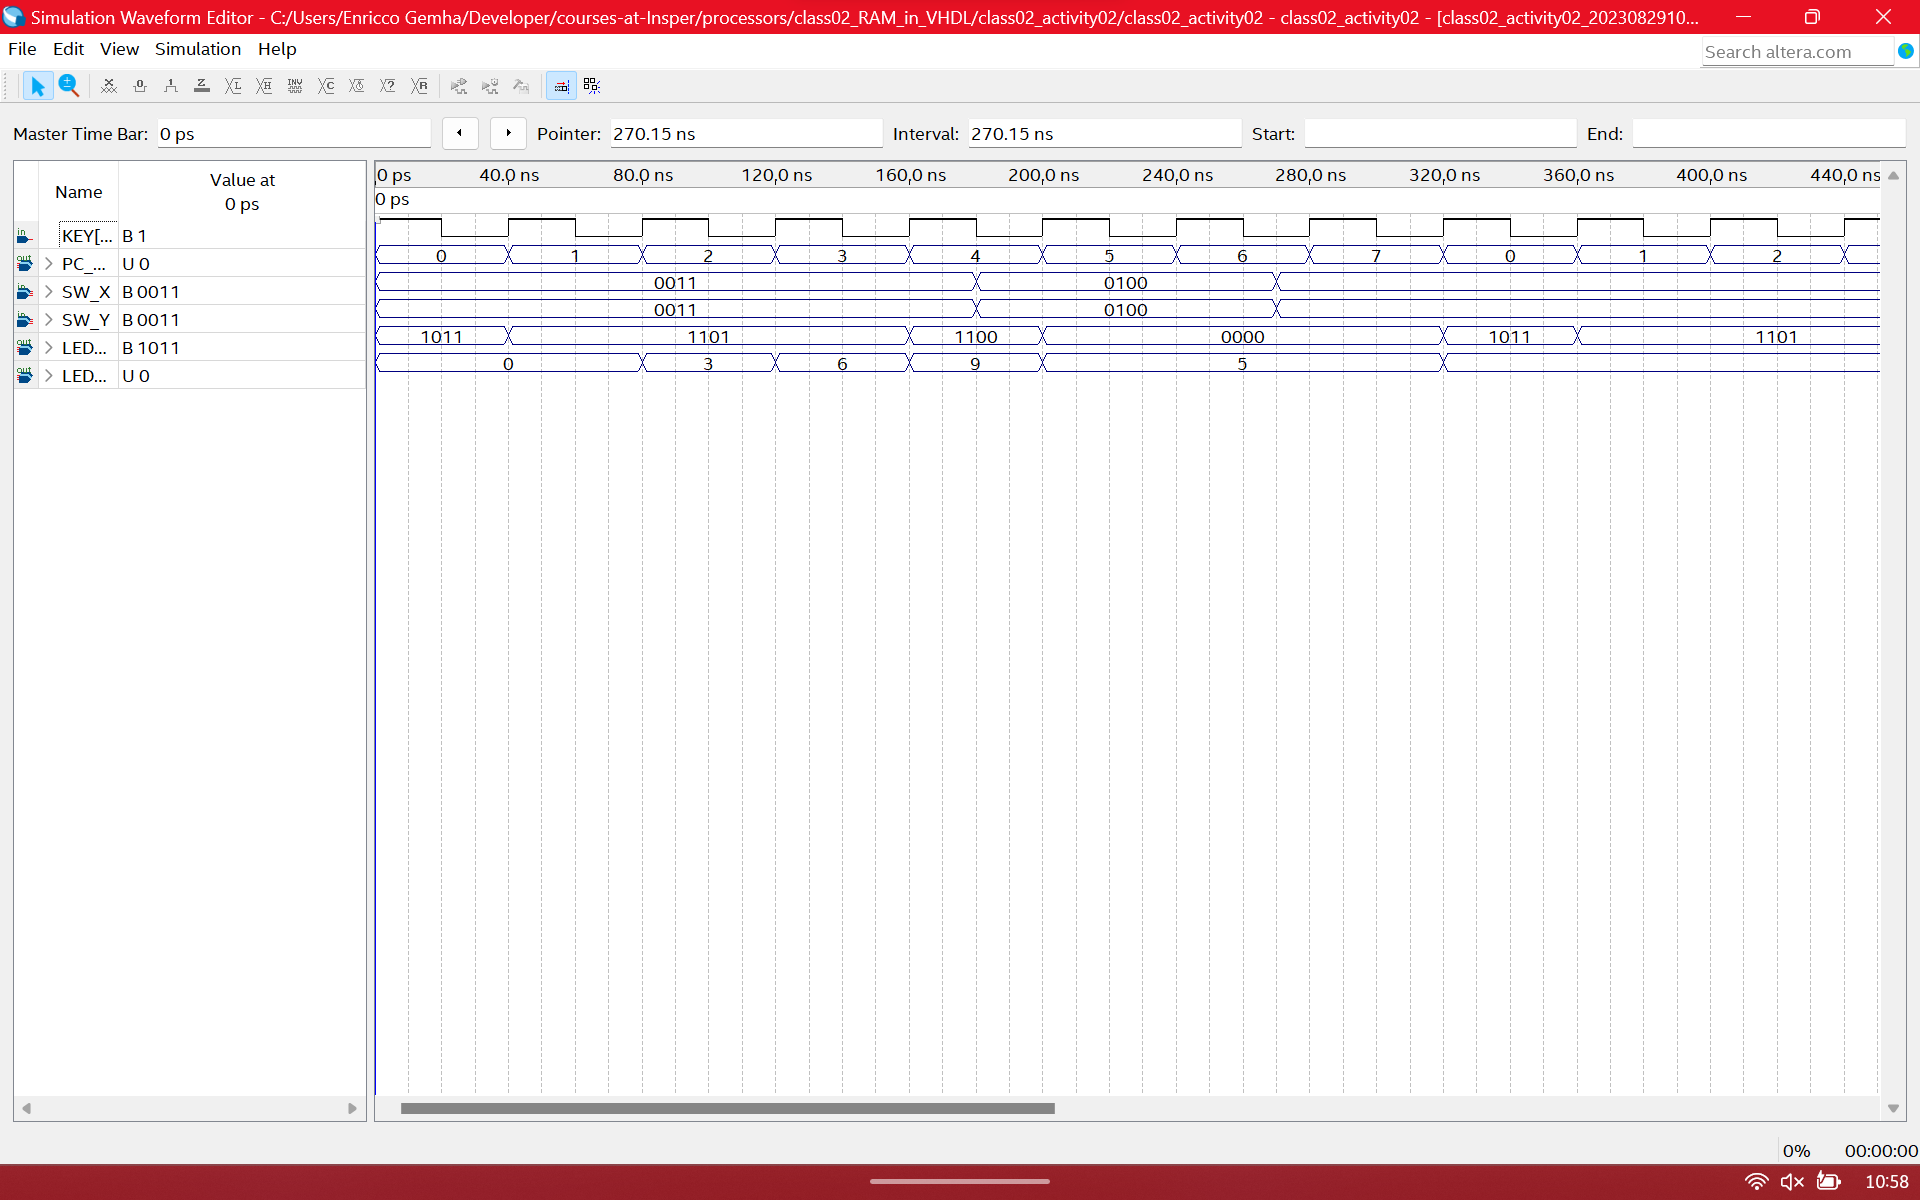 Simulation Waveform Editor - C:/Users/Enricco Gemha/Developer/courses-at-Insper/processors/class02_RAM_in_VHDL/class02_activity02/class02_activity02 - class02_activity02 - [class02_activity02_2023082910...
File Edit View Simulation Help
Search altera.com
Master Time Bar: 0 ps Pointer: 270.15 ns Interval: 270.15 ns Start: End:
Name Value at 0 ps
0 ps 40.0 ns 80.0 ns 120,0 ns 160,0 ns 200,0 ns 240,0 ns 280,0 ns 320,0 ns 360,0 ns 400,0 ns 440,0 ns
0 ps
KEY[... B 1
PC_... U 0 0 1 2 3 4 5 6 7 0 1 2
SW_X B 0011 0011 0100
SW_Y B 0011 0011 0100
LED... B 1011 1011 1101 1100 0000 1011 1101
LED... U 0 0 3 6 9 5
0% 00:00:00
10:58